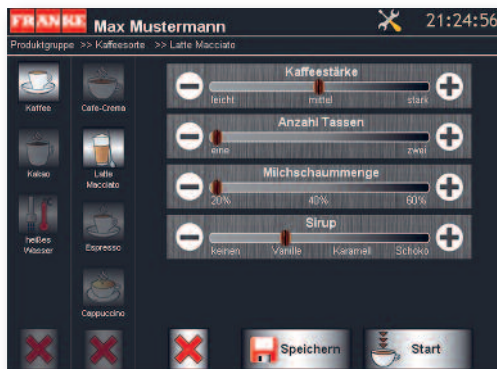 FRANKE
Max Mustermann
21:24:56
Produktgruppe >> Kaffeesorte >> Latte Macciato
Kaffee
Kakao
heißes
Wasser
Cafe-Crema
Latte
Macciato
Espresso
Cappuccino
Kaffeestärke
leicht mittel stark
Anzahl Tassen
eine zwei
Milchschaummenge
20% 40% 60%
Sirup
keinen Vanille Karamell Schoko
Speichern
Start